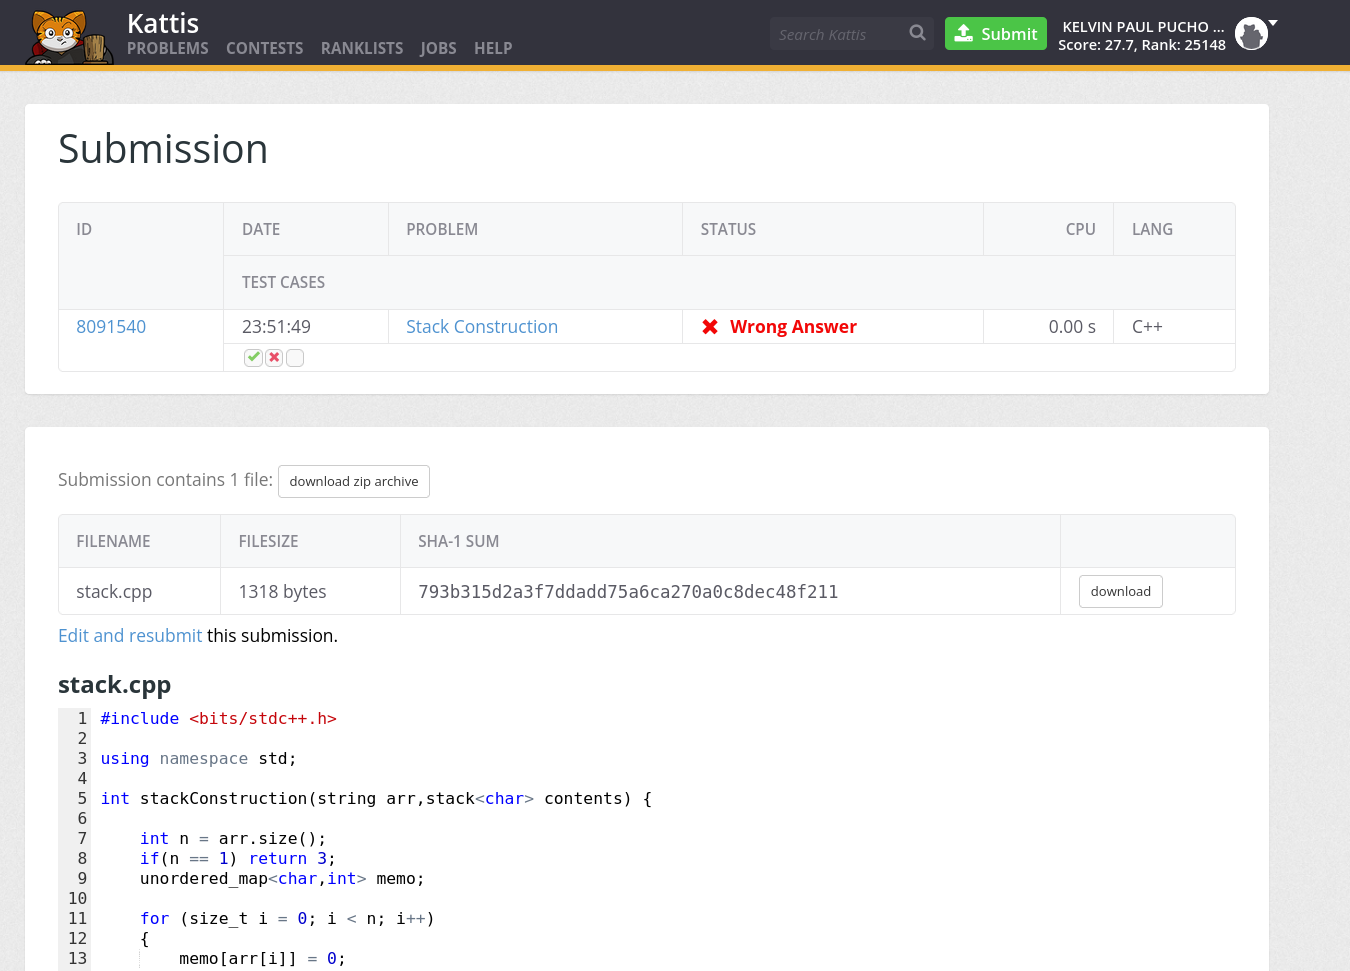 Kattis
PROBLEMS CONTESTS RANKLISTS JOBS HELP
Search Kattis
Submit
KELVIN PAUL PUCHO ...
Score: 27.7, Rank: 25148
Submission
ID DATE PROBLEM STATUS CPU LANG
TEST CASES
8091540 23:51:49 Stack Construction Wrong Answer 0.00 s C++
Submission contains 1 file: download zip archive
FILENAME FILESIZE SHA-1 SUM
stack.cpp 1318 bytes 793b315d2a3f7ddadd75a6ca270a0c8dec48f211 download
Edit and resubmit this submission.
stack.cpp
1 #include <bits/stdc++.h>
2
3 using namespace std;
4
5 int stackConstruction(string arr,stack<char> contents) {
6
7 int n = arr.size();
8 if(n == 1) return 3;
9 unordered_map<char,int> memo;
10
11 for (size_t i = 0; i < n; i++)
12 {
13 memo[arr[i]] = 0;